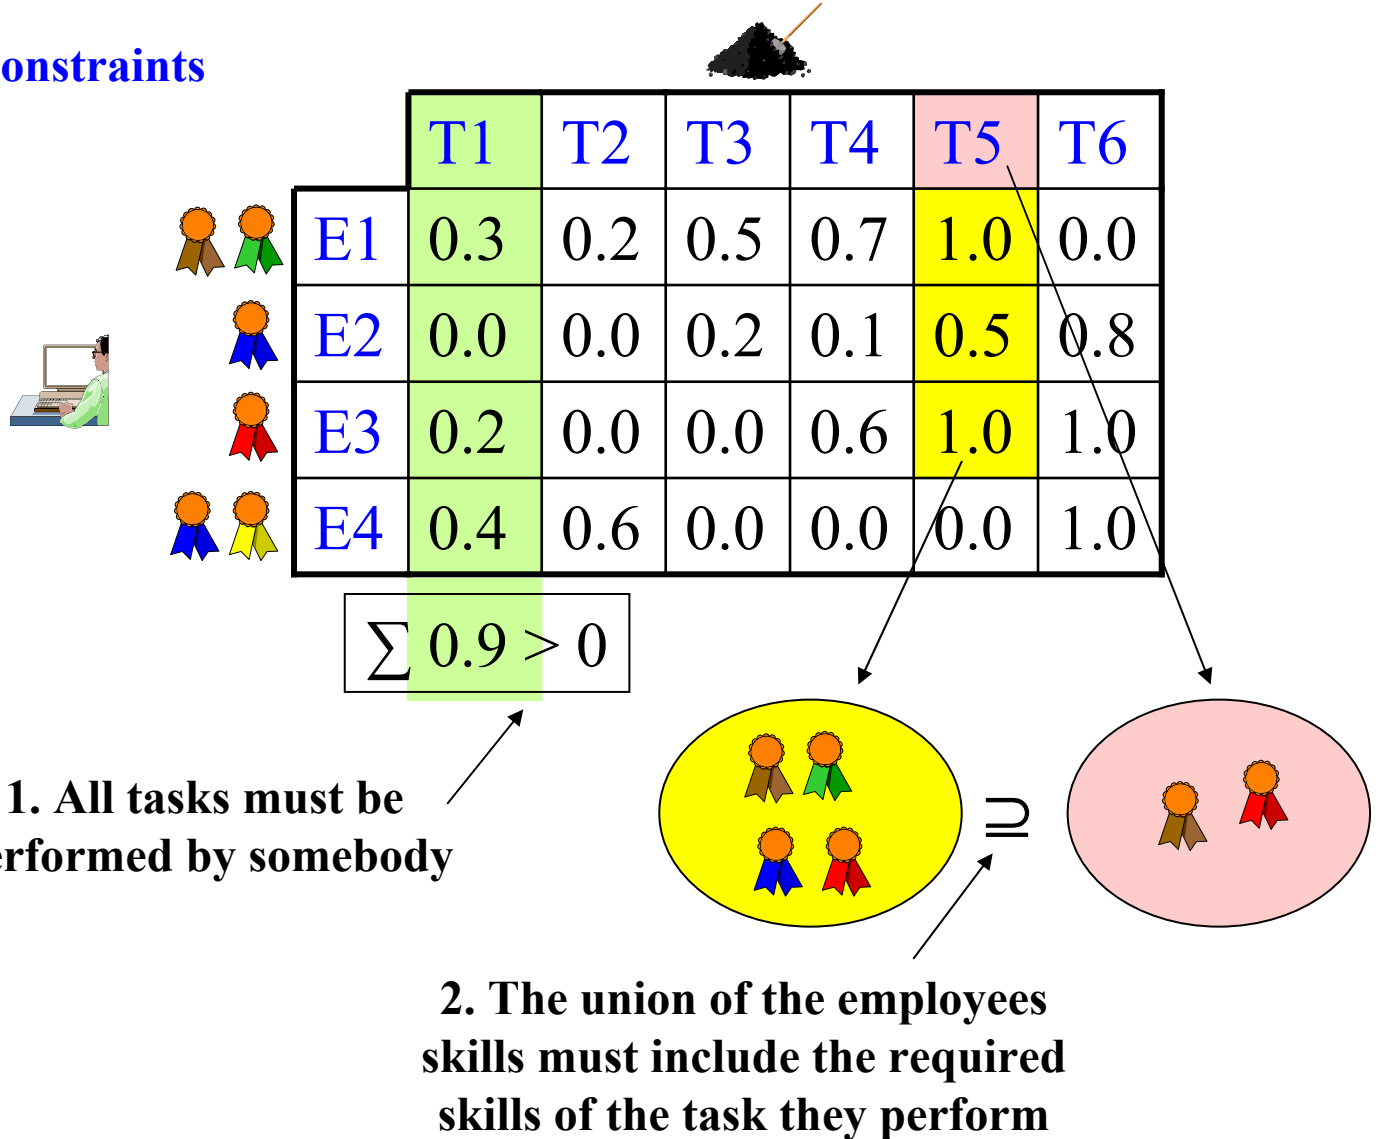 onstraints
T1 T2 T3 T4 T5 T6
E1 0.3 0.2 0.5 0.7 1.0 0.0
E2 0.0 0.0 0.2 0.1 0.5 0.8
E3 0.2 0.0 0.0 0.6 1.0 1.0
E4 0.4 0.6 0.0 0.0 0.0 1.0
∑ 0.9 > 0
1. All tasks must be
erformed by somebody
⊇
2. The union of the employees
skills must include the required
skills of the task they perform